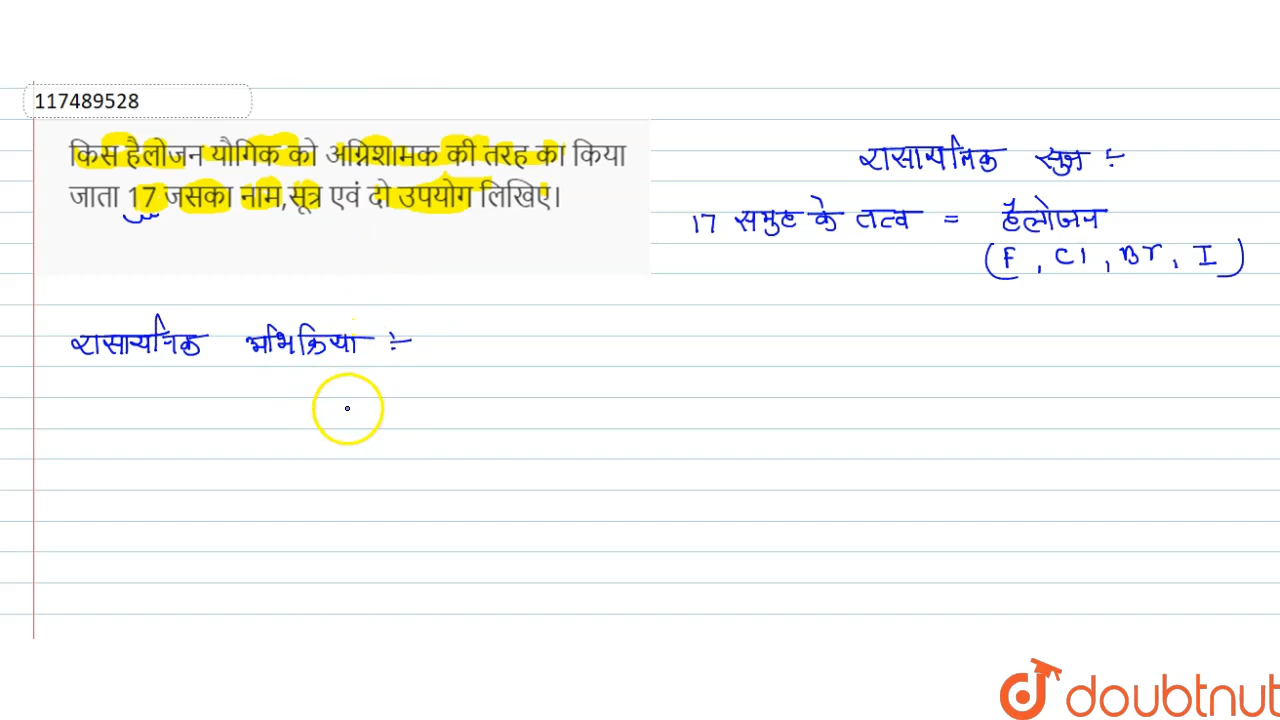 117489528
किस हैलोजन यौगिक को अग्निशामक की तरह का किया
जाता 17 जसका नाम,सूत्र एवं दो उपयोग लिखिए।
रासायनिक सुत्र :-
17 समुह के तत्व = हैलोजन
(F, Cl, Br, I)
रासायनिक अभिक्रिया :-
doubtnut